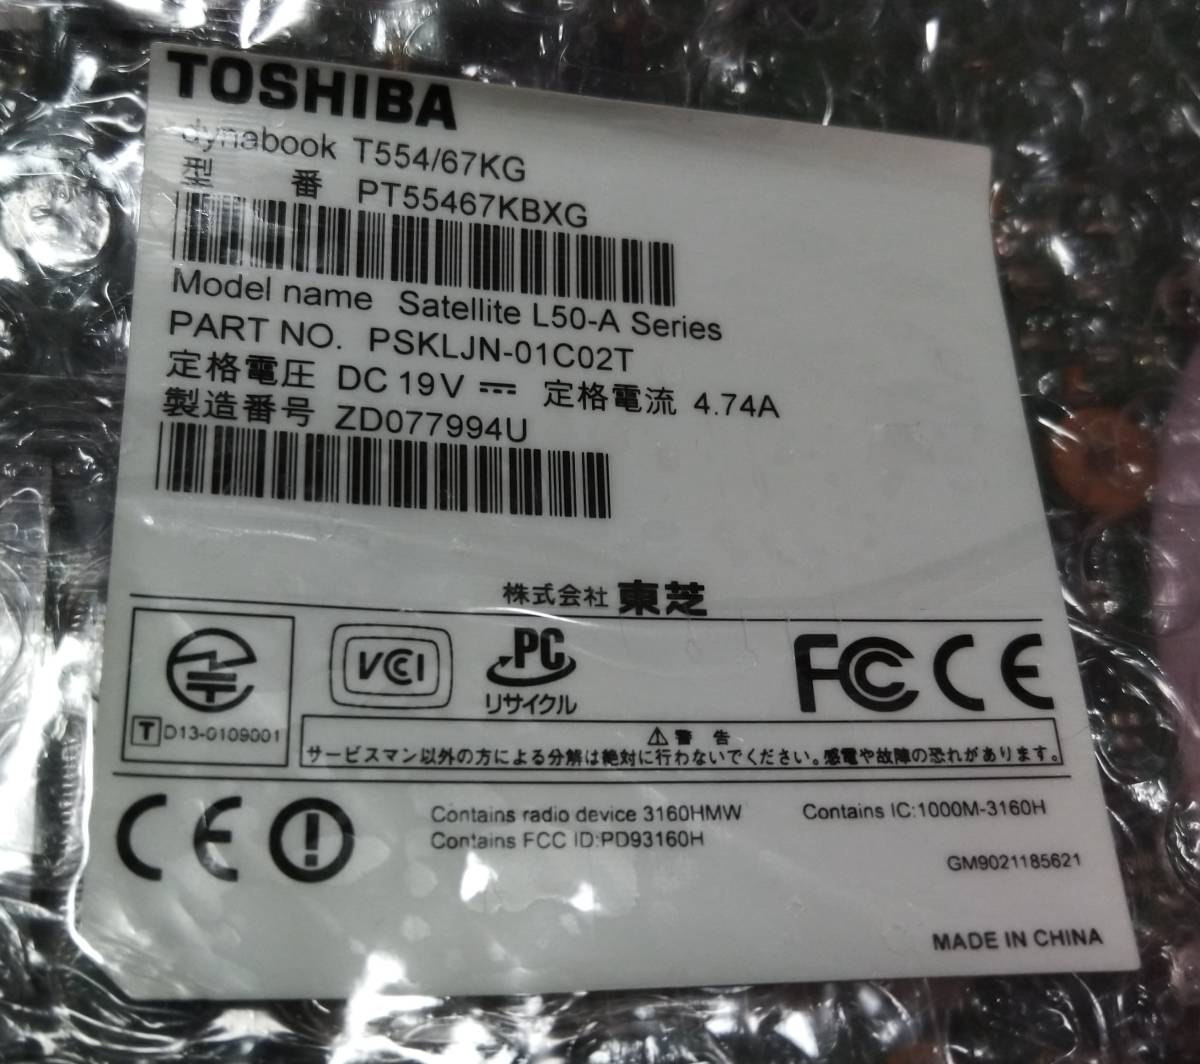 TOSHIBA
dynabook T554/67KG
型 番 PT55467KBXG
Model name Satellite L50-A Series
PART NO. PSKLJN-01C02T
定格電圧 DC 19V 定格電流 4.74A
製造番号 ZD077994U
株式会社 東芝
VCCI
PC
リサイクル
FCC CE
T D13-0109001
⚠警 告
サービスマン以外の方による分解は絶対に行わないでください。感電や故障の恐れがあります。
CE
Contains radio device 3160HMW Contains IC:1000M-3160H
Contains FCC ID:PD93160H
GM9021185621
MADE IN CHINA